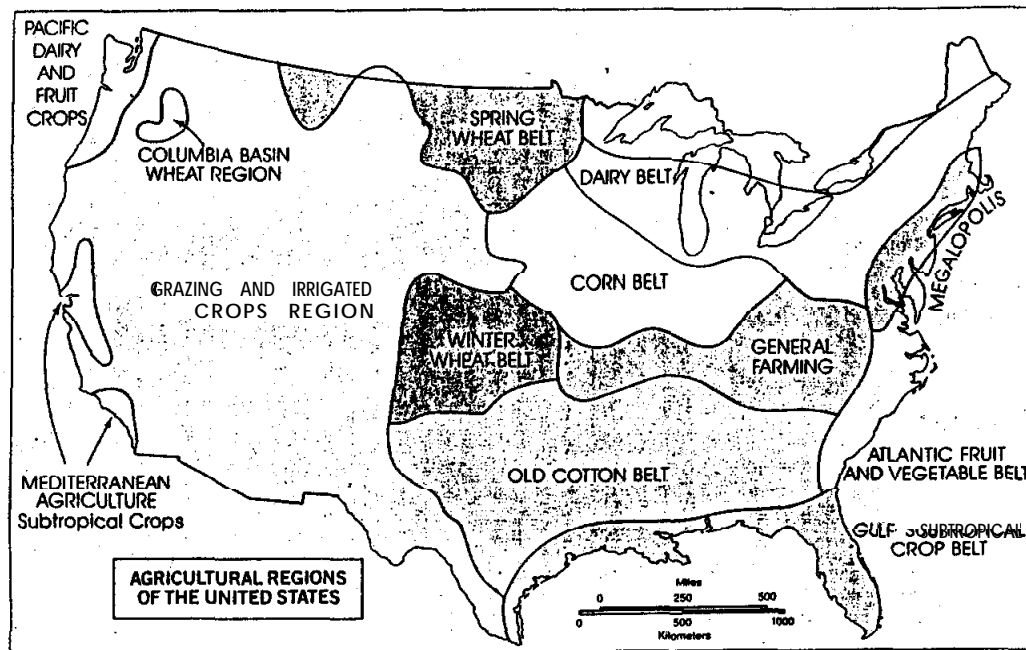 PACIFIC
DAIRY
AND
FRUIT
CROPS
COLUMBIA BASIN
WHEAT REGION
SPRING
WHEAT BELT
DAIRY BELT
MEGALOPOLIS
GRAZING AND IRRIGATED
CROPS REGION
CORN BELT
WINTER
WHEAT BELT
GENERAL
FARMING
OLD COTTON BELT
ATLANTIC FRUIT
AND VEGETABLE BELT
MEDITERRANEAN
AGRICULTURE
Subtropical Crops
GULF SUBTROPICAL
CROP BELT
AGRICULTURAL REGIONS
OF THE UNITED STATES
Miles
0 250 500
0 500 1000
Kilometers